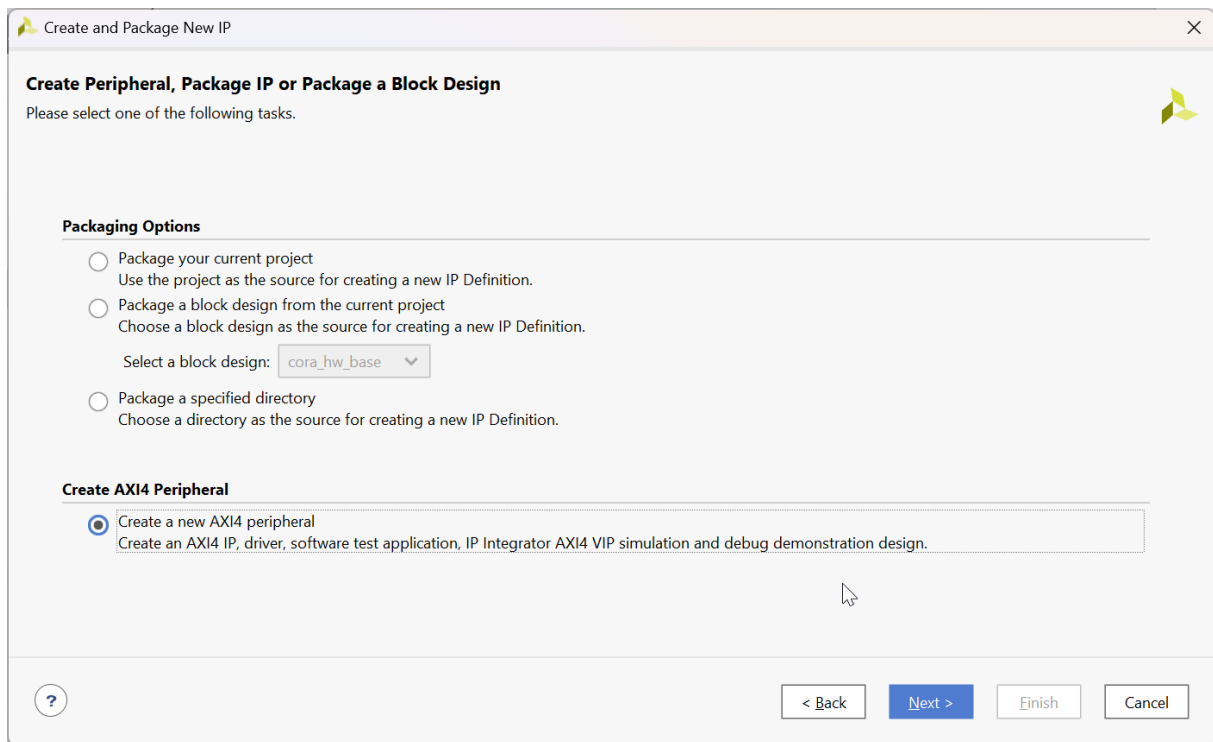 Create and Package New IP
Create Peripheral, Package IP or Package a Block Design
Please select one of the following tasks.
Packaging Options
Package your current project
Use the project as the source for creating a new IP Definition.
Package a block design from the current project
Choose a block design as the source for creating a new IP Definition.
Select a block design: cora_hw_base
Package a specified directory
Choose a directory as the source for creating a new IP Definition.
Create AXI4 Peripheral
Create a new AXI4 peripheral
Create an AXI4 IP, driver, software test application, IP Integrator AXI4 VIP simulation and debug demonstration design.
? < Back Next > Finish Cancel